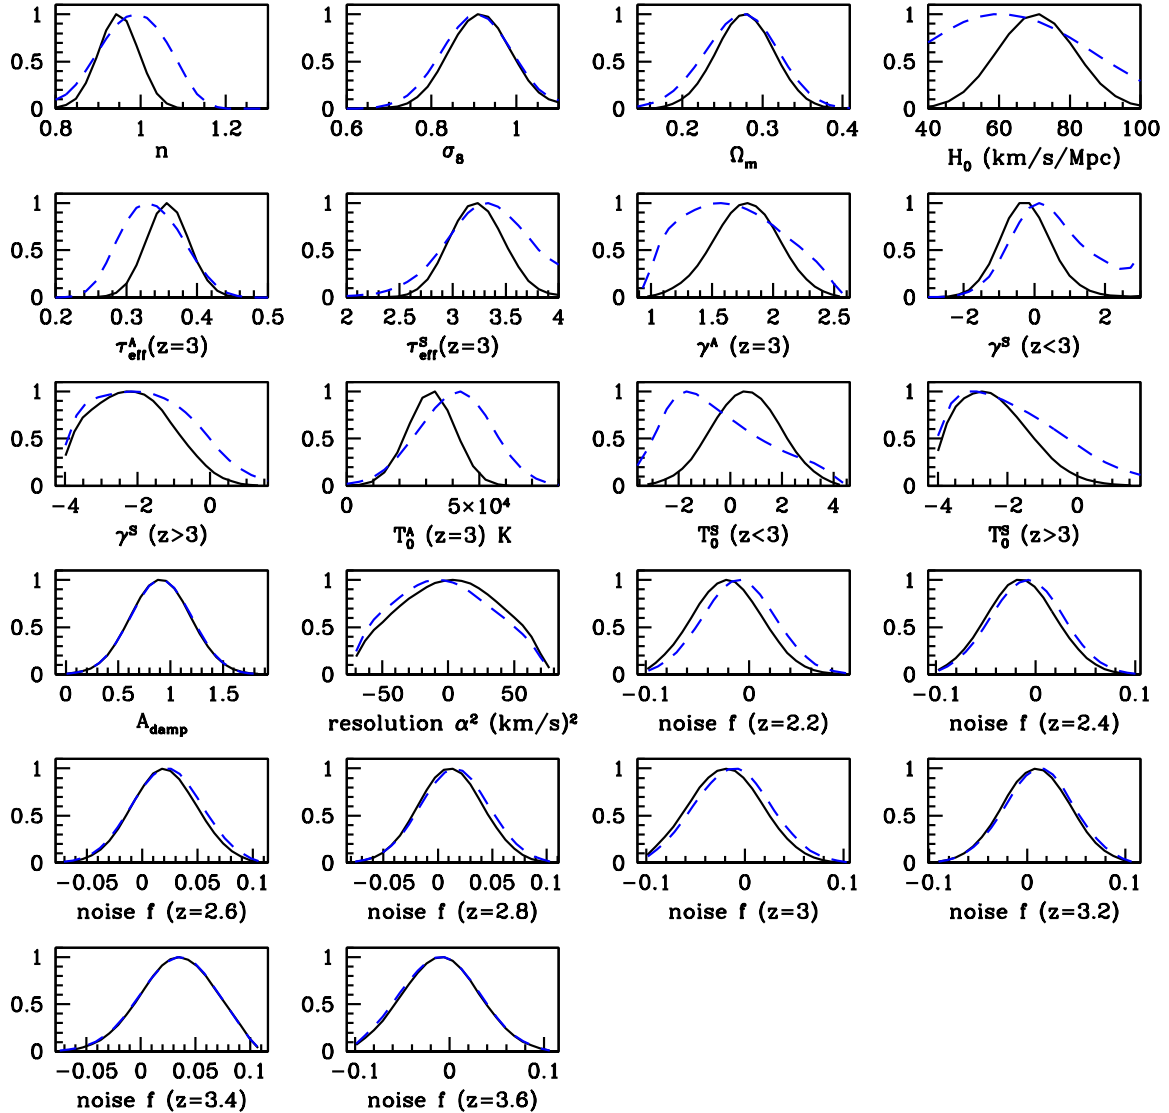 1
0.5
0
0.8 1 1.2
n
1
0.5
0
0.6 0.8 1
σ₈
1
0.5
0
0.2 0.3 0.4
Ωₘ
1
0.5
0
40 60 80 100
H₀ (km/s/Mpc)
1
0.5
0
0.2 0.3 0.4 0.5
τᴬeff(z=3)
1
0.5
0
2 2.5 3 3.5 4
τˢeff(z=3)
1
0.5
0
1 1.5 2 2.5
γᴬ (z=3)
1
0.5
0
−2 0 2
γˢ (z<3)
1
0.5
0
−4 −2 0
γˢ (z>3)
1
0.5
0
0 5×10⁴
T₀ᴬ (z=3) K
1
0.5
0
−2 0 2 4
T₀ˢ (z<3)
1
0.5
0
−4 −2 0
T₀ˢ (z>3)
1
0.5
0
0 0.5 1 1.5
A_damp
1
0.5
0
−50 0 50
resolution α² (km/s)²
1
0.5
0
−0.1 0 0.1
noise f (z=2.2)
1
0.5
0
−0.1 0 0.1
noise f (z=2.4)
1
0.5
0
−0.05 0 0.05 0.1
noise f (z=2.6)
1
0.5
0
−0.05 0 0.05 0.1
noise f (z=2.8)
1
0.5
0
−0.1 0 0.1
noise f (z=3)
1
0.5
0
−0.1 0 0.1
noise f (z=3.2)
1
0.5
0
−0.05 0 0.05 0.1
noise f (z=3.4)
1
0.5
0
−0.1 0 0.1
noise f (z=3.6)